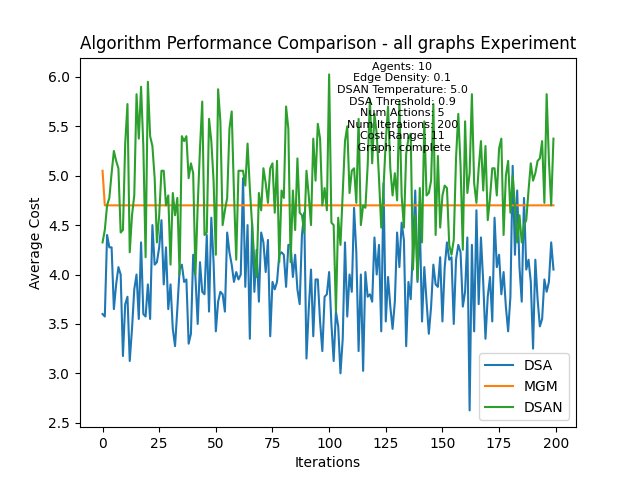 Algorithm Performance Comparison - all graphs Experiment
Agents: 10
Edge Density: 0.1
DSAN Temperature: 5.0
DSA Threshold: 0.9
Num Actions: 5
Num Iterations: 200
Cost Range: 11
Graph: complete
6.0
5.5
5.0
4.5
4.0
3.5
3.0
2.5
Average Cost
0
25
50
75
100
125
150
175
200
Iterations
DSA
MGM
DSAN